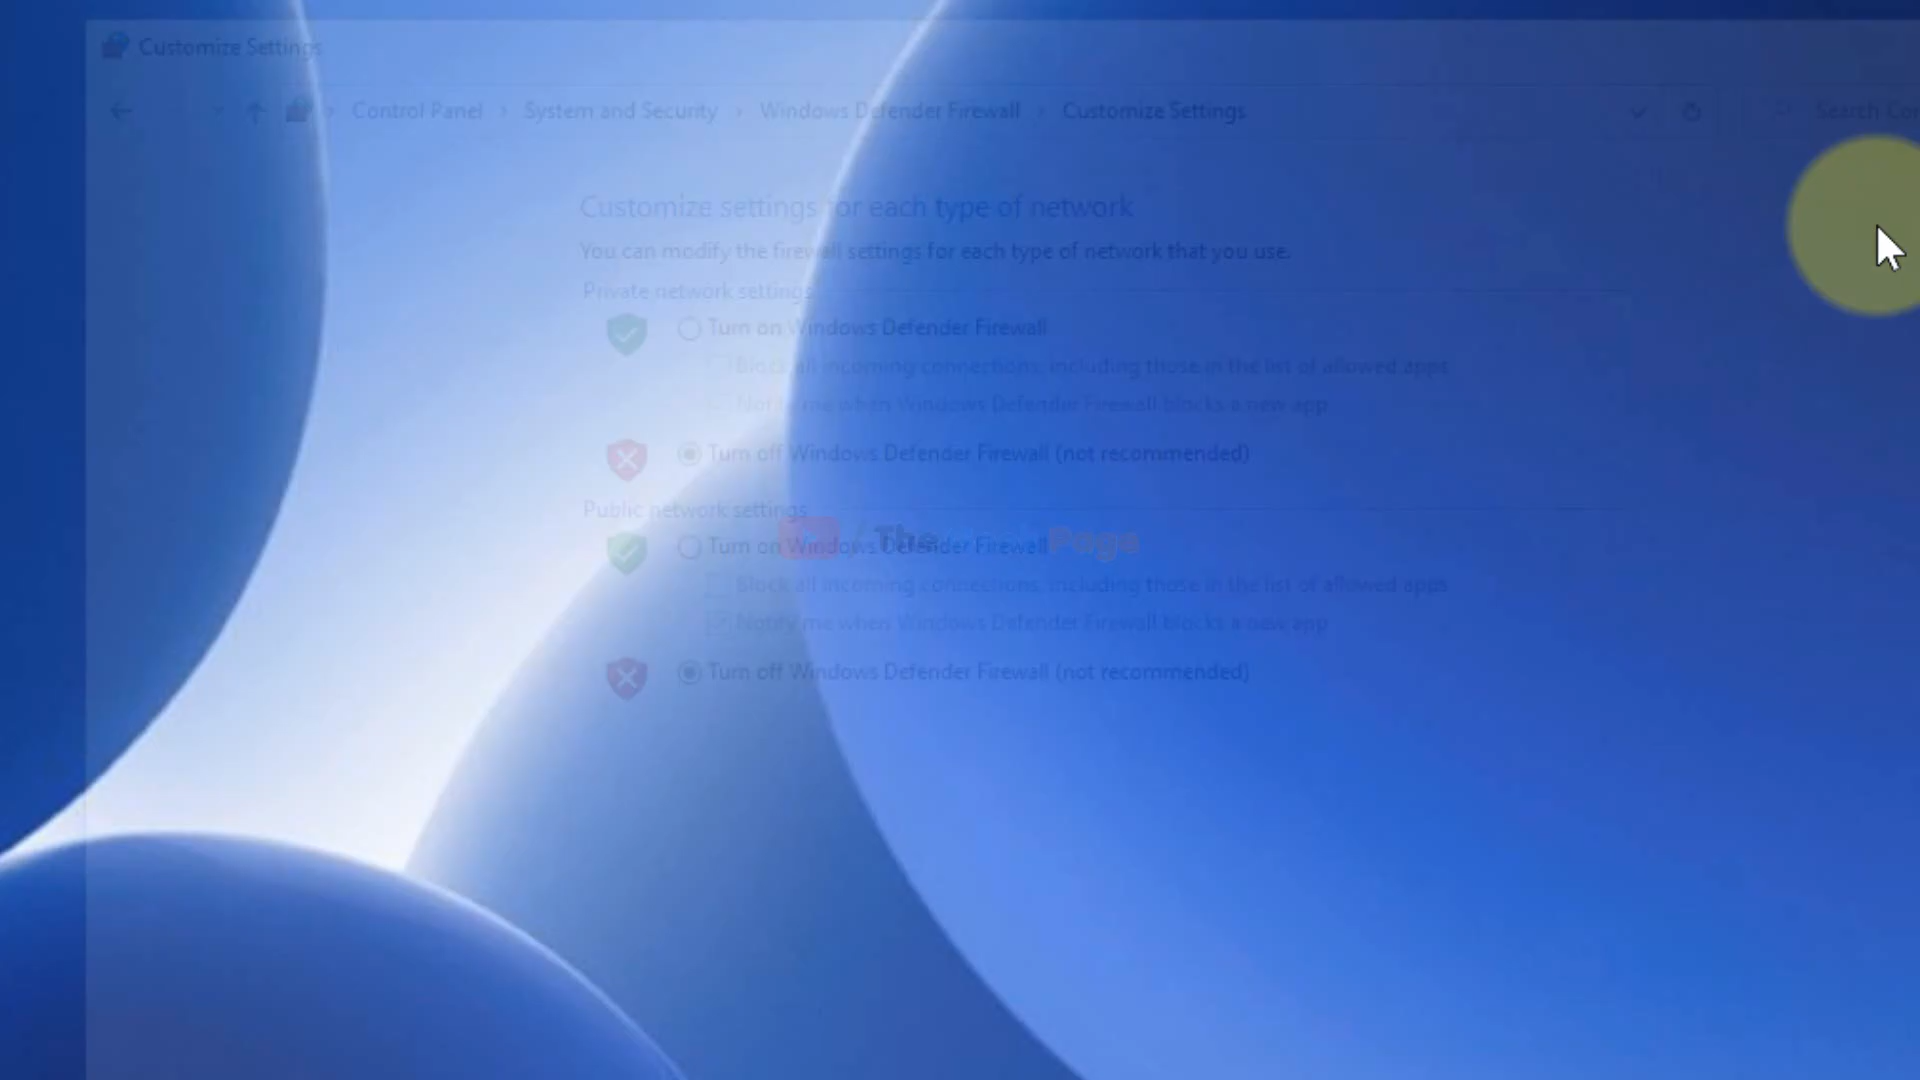 Customize Settings
Control Panel > System and Security > Windows Defender Firewall > Customize Settings
Search Co
Customize settings for each type of network
You can modify the firewall settings for each type of network that you use.
Private network settings
Turn on Windows Defender Firewall
Block all incoming connections, including those in the list of allowed apps
Notify me when Windows Defender Firewall blocks a new app
Turn off Windows Defender Firewall (not recommended)
Public network settings
Turn on Windows Defender Firewall
The Page
Block all incoming connections, including those in the list of allowed apps
Notify me when Windows Defender Firewall blocks a new app
Turn off Windows Defender Firewall (not recommended)